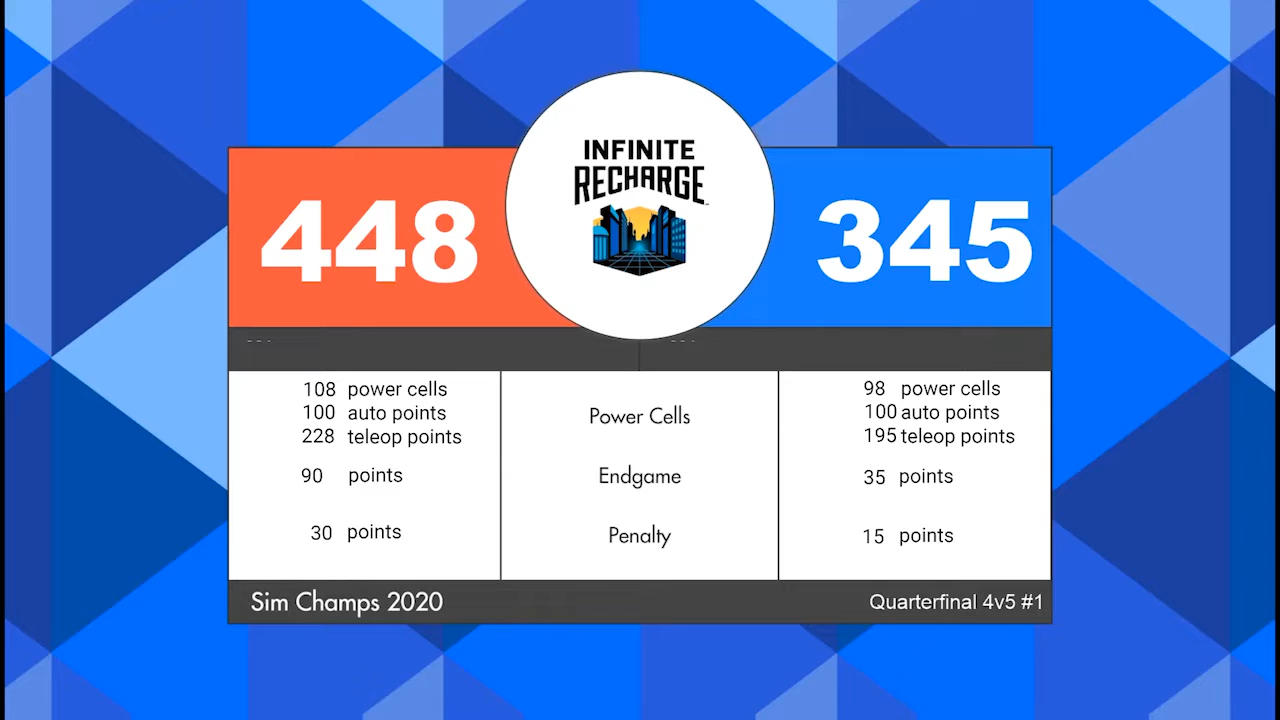 INFINITE
RECHARGE
448
345
108 power cells
100 auto points
228 teleop points
Power Cells
98 power cells
100 auto points
195 teleop points
90 points
Endgame
35 points
30 points
Penalty
15 points
Sim Champs 2020
Quarterfinal 4v5 #1